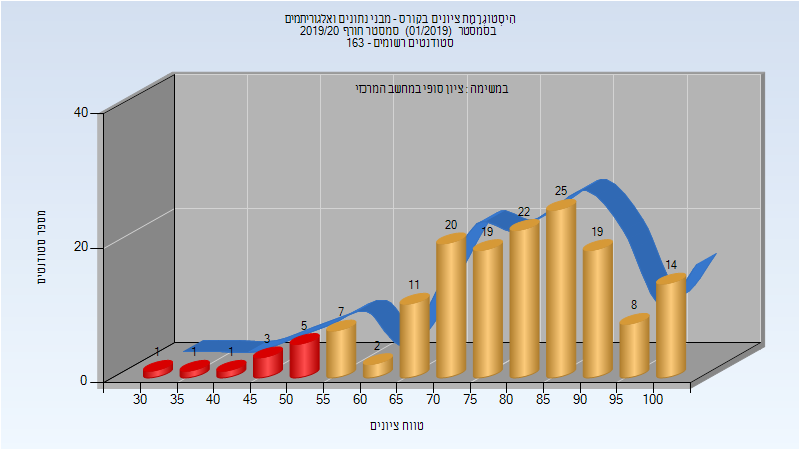 היסטוגרמת ציונים בקורס - מבני נתונים ואלגוריתמים
בסמסטר (01/2019) סמסטר חורף 2019/20
סטודנטים רשומים - 163
במשימה : ציון סופי במחשב המרכזי
מספר סטודנטים
40
20
0
1
1
1
3
5
7
2
11
20
19
22
25
19
8
14
30 35 40 45 50 55 60 65 70 75 80 85 90 95 100
טווח ציונים